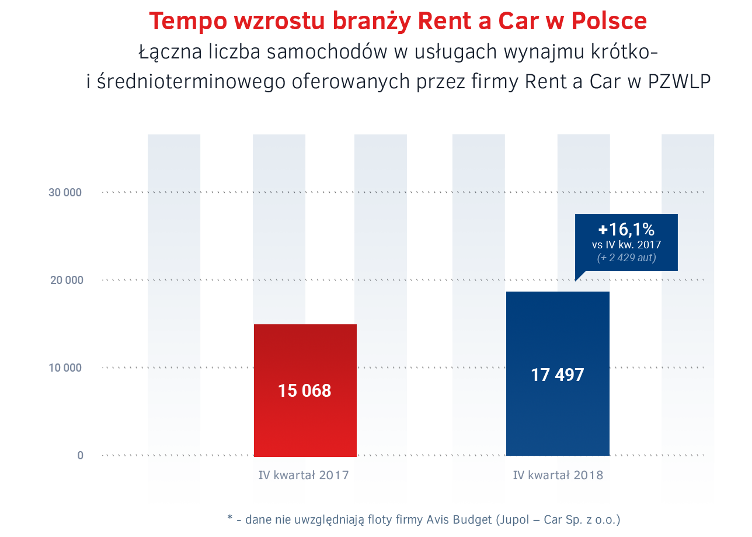 Tempo wzrostu branży Rent a Car w Polsce
Łączna liczba samochodów w usługach wynajmu krótko-
i średnioterminowego oferowanych przez firmy Rent a Car w PZWLP
30 000
+16,1%
vs IV kw. 2017
(+ 2 429 aut)
20 000
10 000
15 068
17 497
0
IV kwartał 2017
IV kwartał 2018
* - dane nie uwzględniają floty firmy Avis Budget (Jupol – Car Sp. z o.o.)